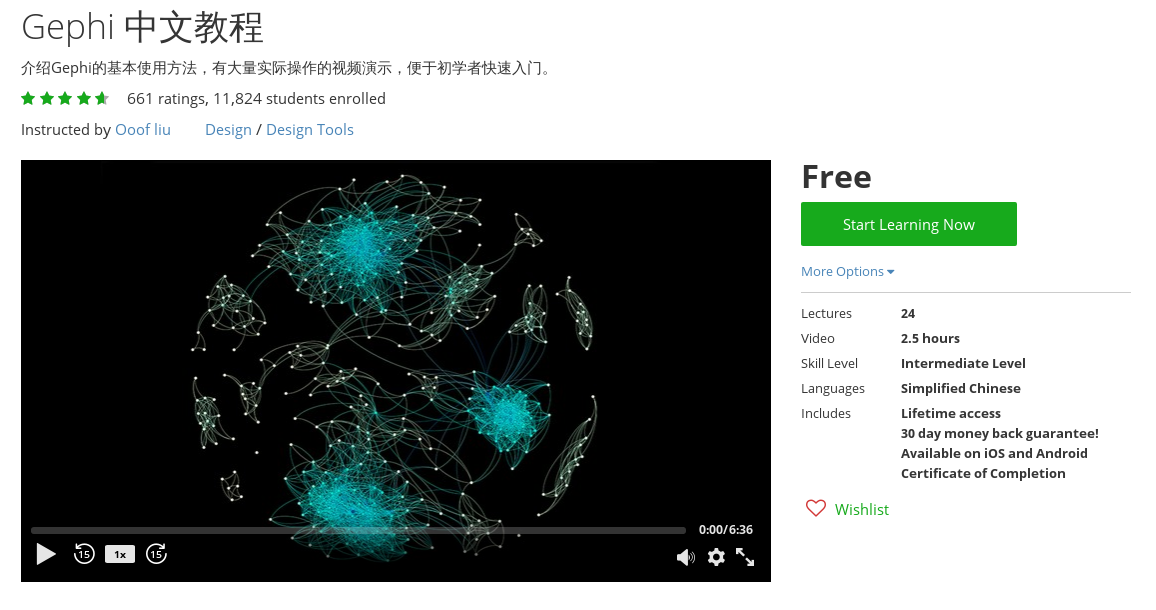 Gephi 中文教程
介绍Gephi的基本使用方法，有大量实际操作的视频演示，便于初学者快速入门。
661 ratings, 11,824 students enrolled
Instructed by Ooof liu Design / Design Tools
Free
Start Learning Now
More Options
Lectures 24
Video 2.5 hours
Skill Level Intermediate Level
Languages Simplified Chinese
Includes Lifetime access
30 day money back guarantee!
Available on iOS and Android
Certificate of Completion
Wishlist
0:00/6:36
15 1x 15